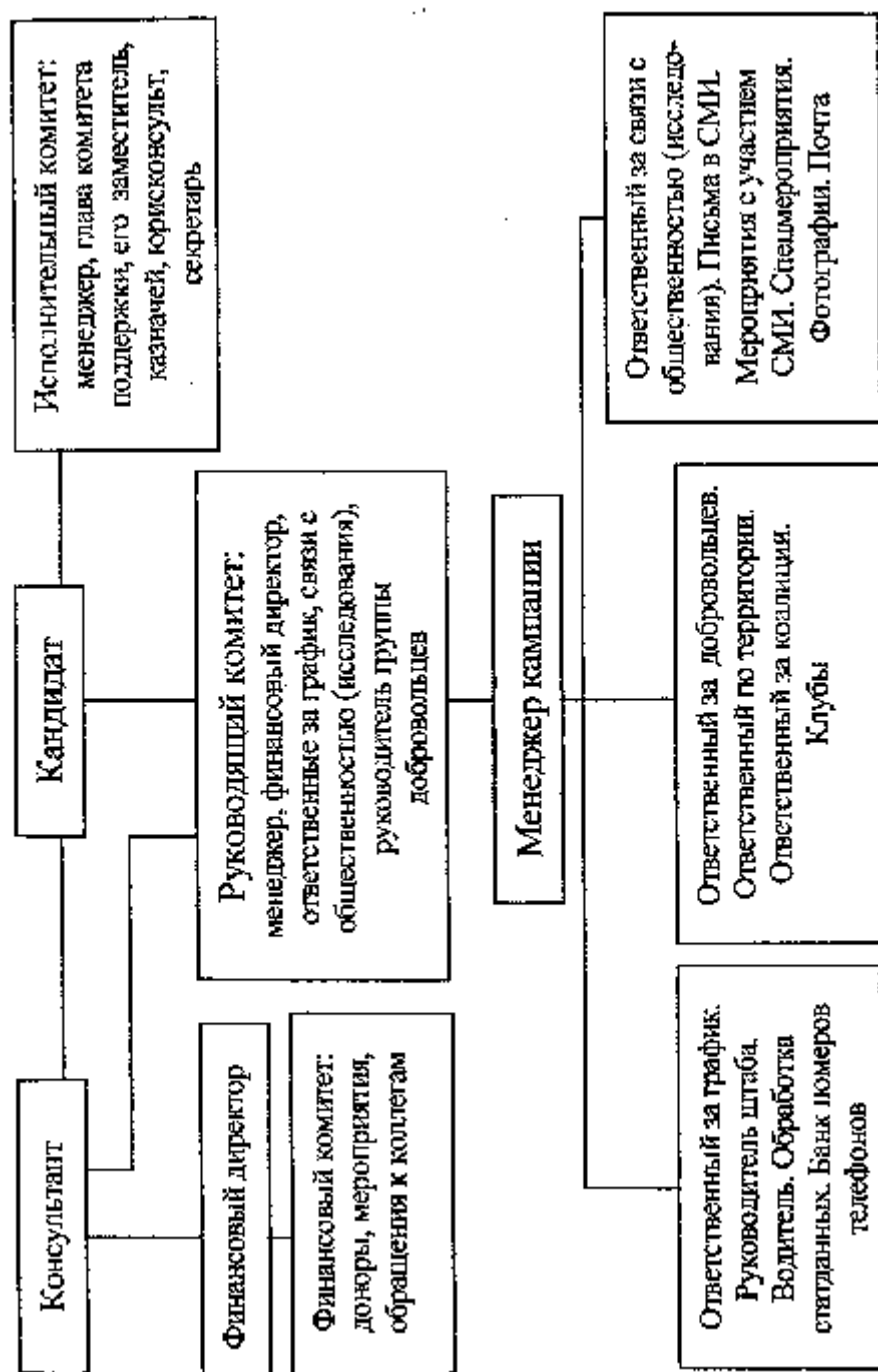 Консультант
Кандидат
Исполнительный комитет:
менеджер, глава комитета
поддержки, его заместитель,
казначей, юрисконсульт,
секретарь
Финансовый директор
Финансовый комитет:
доноры, мероприятия,
обращения к коллегам
Руководящий комитет:
менеджер, финансовый директор,
ответственные за график, связи с
общественностью (исследования),
руководитель группы
добровольцев
Менеджер кампании
Ответственный за график.
Руководитель штаба.
Водитель. Обработка
статданных. Банк номеров
телефонов
Ответственный за добровольцев.
Ответственный по территории.
Ответственный за коалиции.
Клубы
Ответственный за связи с
общественностью (исследо-
вания). Письма в СМИ.
Мероприятия с участием
СМИ. Спецмероприятия.
Фотографии. Почта